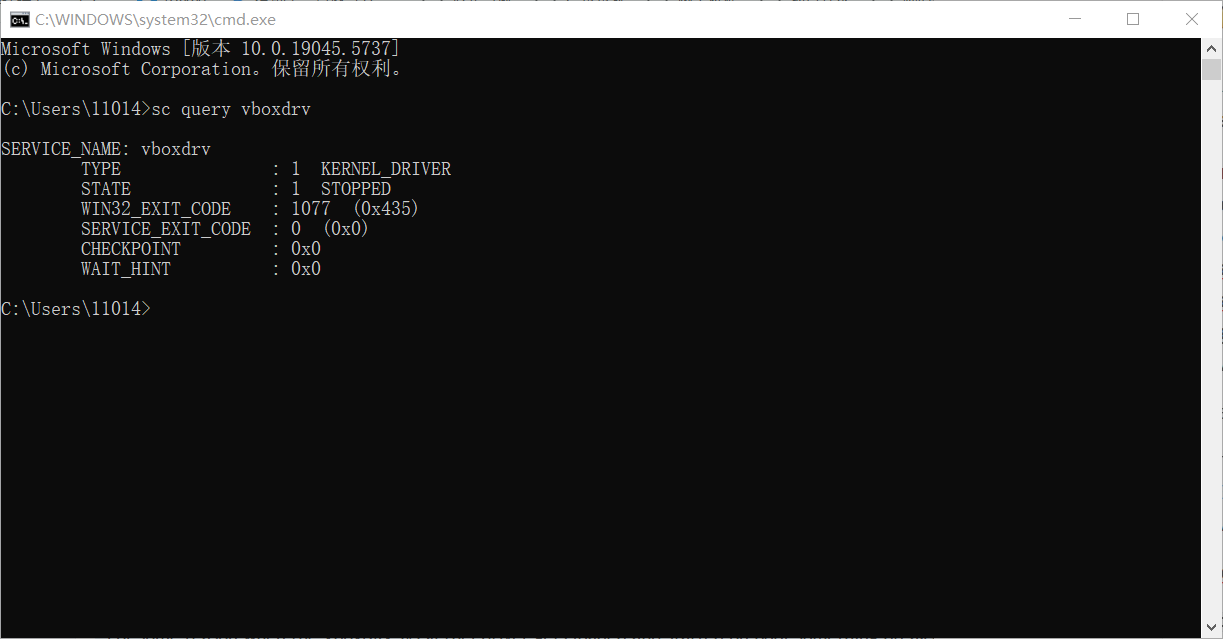 C:\WINDOWS\system32\cmd.exe
Microsoft Windows [版本 10.0.19045.5737]
(c) Microsoft Corporation。保留所有权利。
C:\Users\11014>sc query vboxdrv
SERVICE_NAME: vboxdrv
TYPE : 1 KERNEL_DRIVER
STATE : 1 STOPPED
WIN32_EXIT_CODE : 1077 (0x435)
SERVICE_EXIT_CODE : 0 (0x0)
CHECKPOINT : 0x0
WAIT_HINT : 0x0
C:\Users\11014>